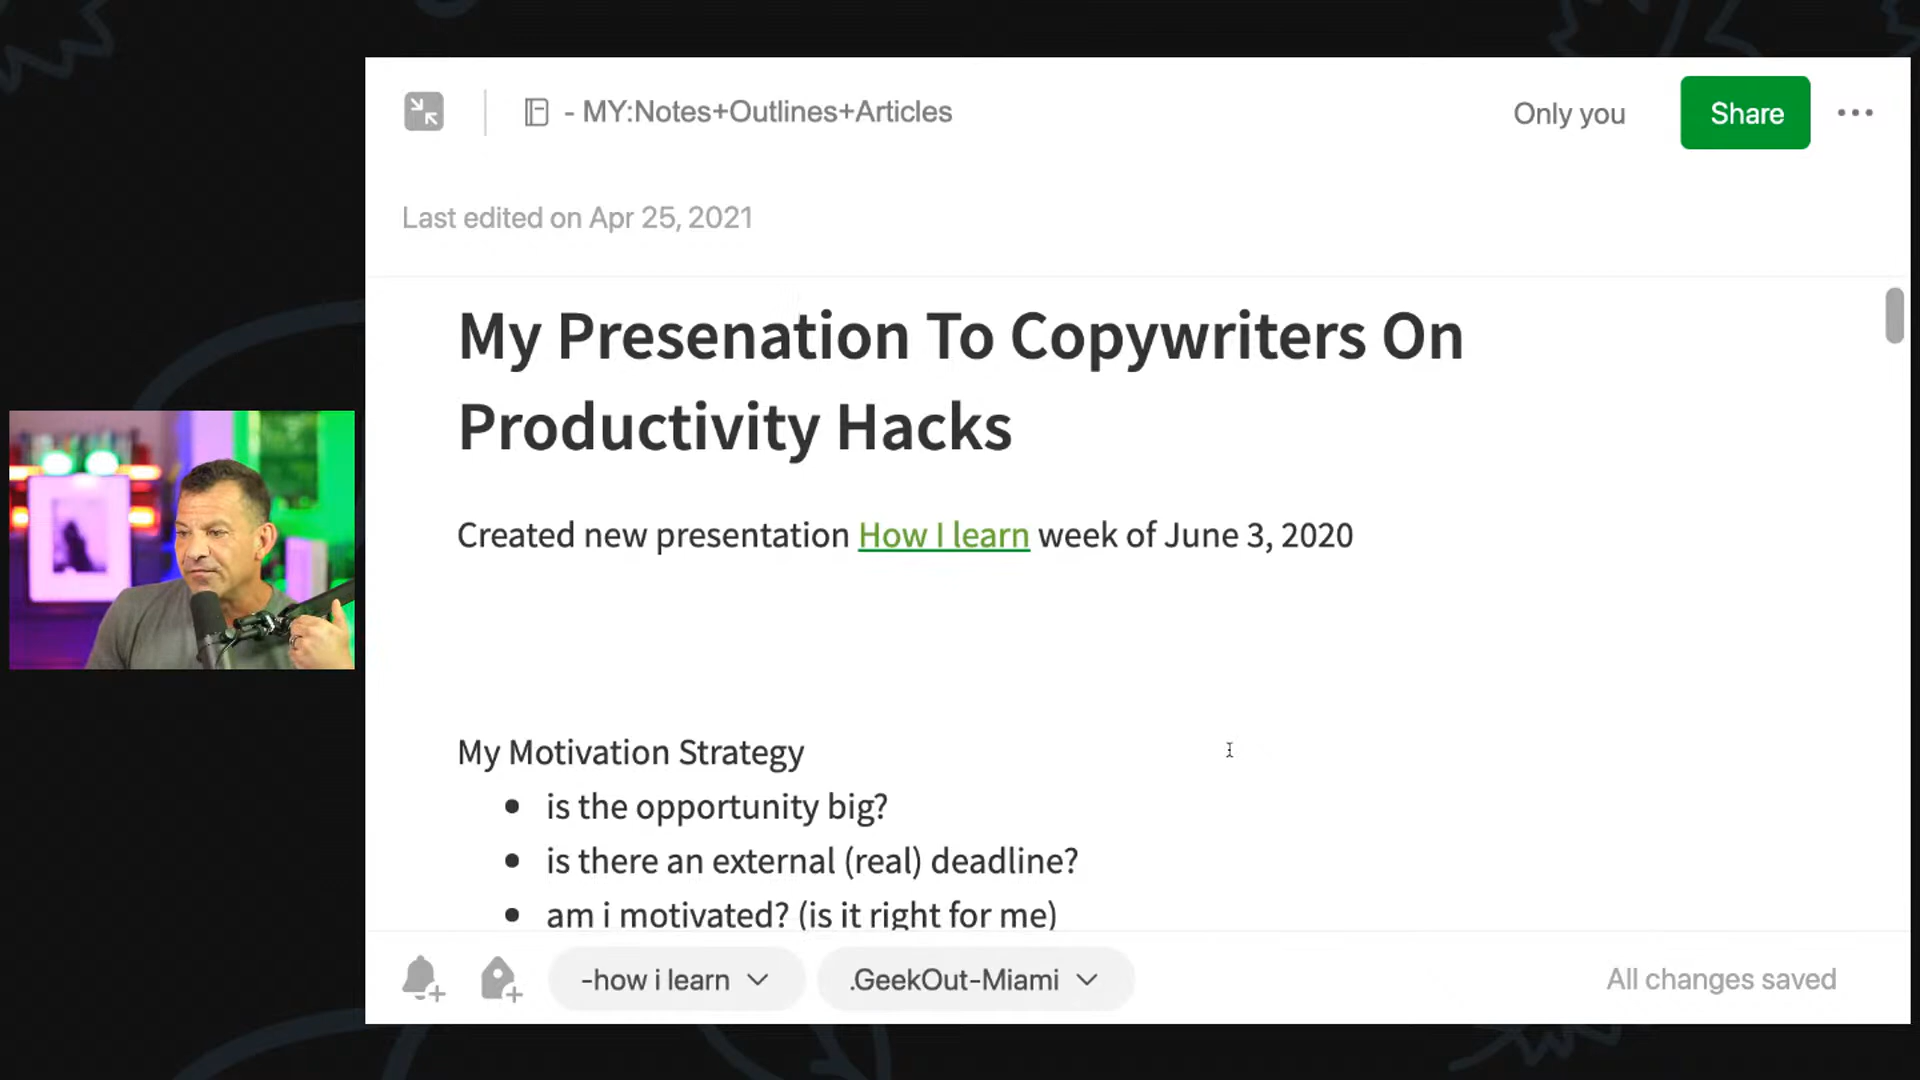 - MY:Notes+Outlines+Articles
Only you
Share
Last edited on Apr 25, 2021
My Presenation To Copywriters On
Productivity Hacks
Created new presentation How I learn week of June 3, 2020
My Motivation Strategy
• is the opportunity big?
• is there an external (real) deadline?
• am i motivated? (is it right for me)
-how i learn
.GeekOut-Miami
All changes saved